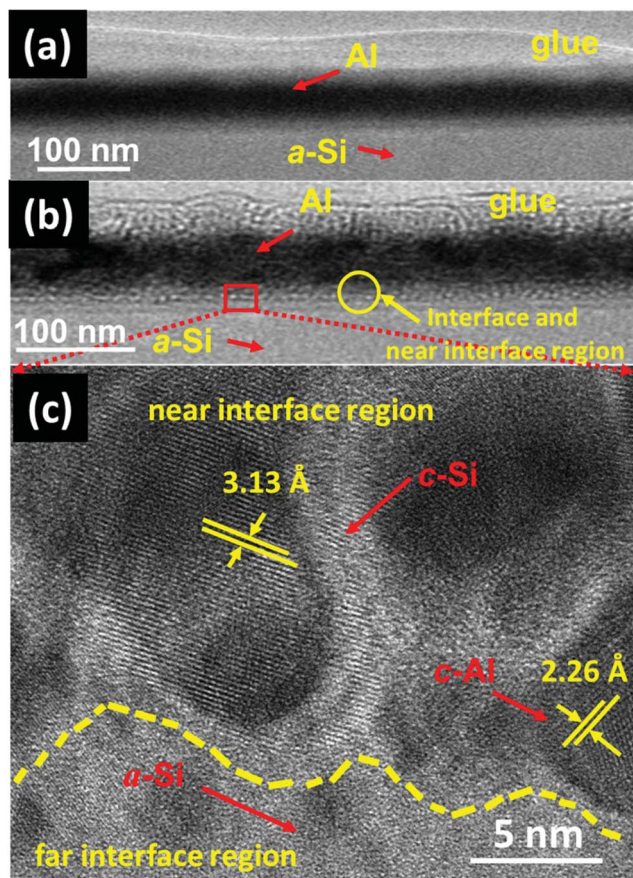 (a)
Al
glue
a-Si
100 nm
(b)
Al
glue
Interface and
near interface region
a-Si
100 nm
(c)
near interface region
3.13 Å
c-Si
c-Al
2.26 Å
a-Si
far interface region
5 nm